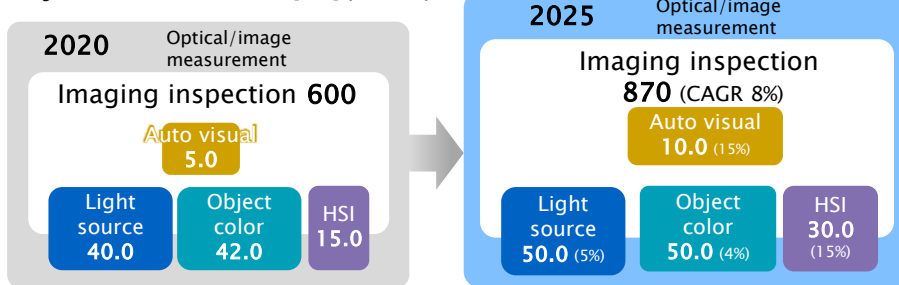 2020
Optical/image
measurement
Imaging inspection 600
Auto visual
5.0
Light
source
40.0
Object
color
42.0
HSI
15.0
2025
Optical/image
measurement
Imaging inspection
870 (CAGR 8%)
Auto visual
10.0 (15%)
Light
source
50.0 (5%)
Object
color
50.0 (4%)
HSI
30.0
(15%)